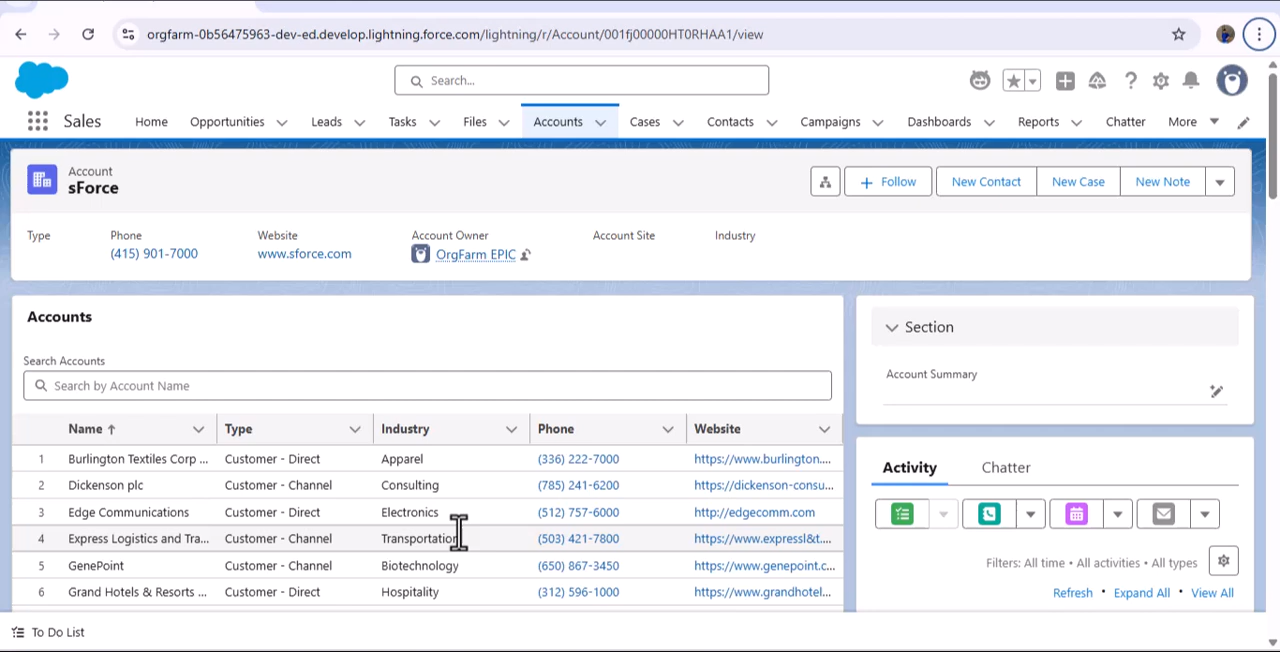 orgfarm-0b56475963-dev-ed.develop.lightning.force.com/lightning/r/Account/001fj00000HT0RHAA1/view
Search...
Sales Home Opportunities Leads Tasks Files Accounts Cases Contacts Campaigns Dashboards Reports Chatter More
Account
sForce
Follow New Contact New Case New Note
Type Phone Website Account Owner Account Site Industry
(415) 901-7000 www.sforce.com OrgFarm EPIC
Accounts
Search Accounts
Search by Account Name
Name Type Industry Phone Website
1 Burlington Textiles Corp ... Customer - Direct Apparel (336) 222-7000 https://www.burlington....
2 Dickenson plc Customer - Channel Consulting (785) 241-6200 https://dickenson-consu...
3 Edge Communications Customer - Direct Electronics (512) 757-6000 http://edgecomm.com
4 Express Logistics and Tra... Customer - Channel Transportation (503) 421-7800 https://www.expressl&t....
5 GenePoint Customer - Channel Biotechnology (650) 867-3450 https://www.genepoint.c...
6 Grand Hotels & Resorts ... Customer - Direct Hospitality (312) 596-1000 https://www.grandhotel...
Section
Account Summary
Activity Chatter
Filters: All time • All activities • All types
Refresh • Expand All • View All
To Do List